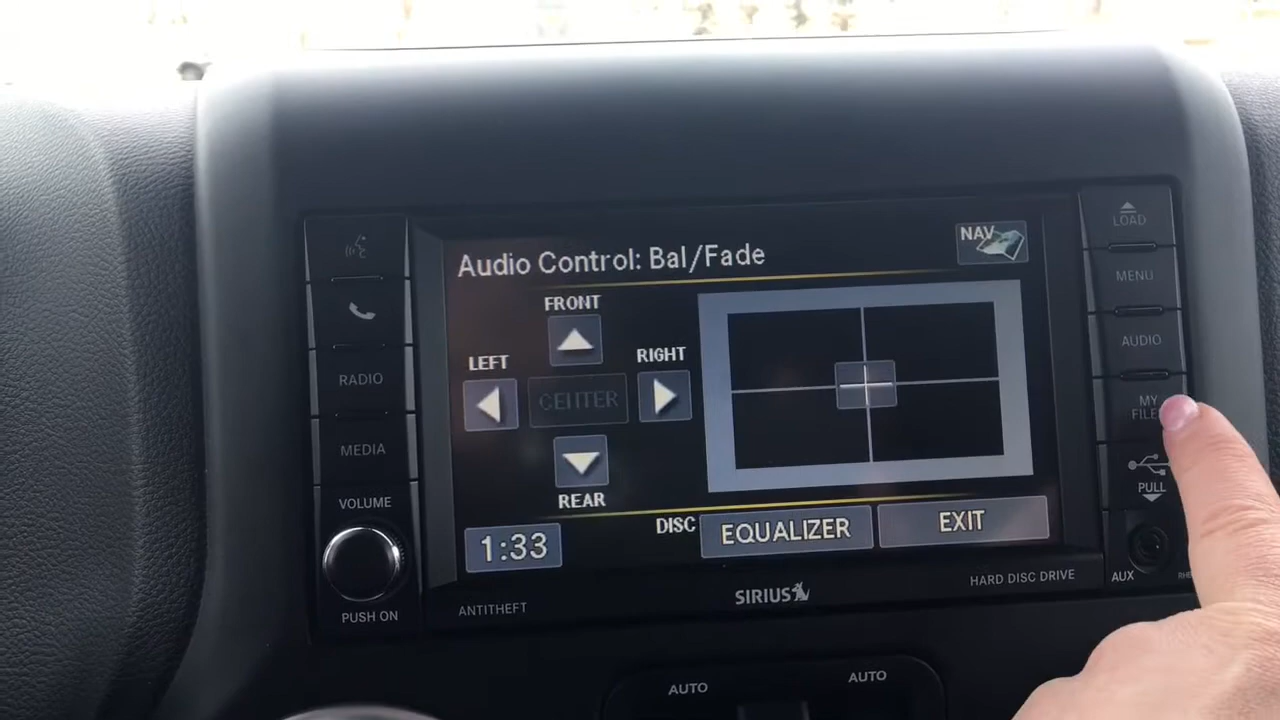 LOAD
NAV
Audio Control: Bal/Fade
MENU
FRONT
AUDIO
LEFT
RIGHT
RADIO
CENTER
MY
MEDIA
PULL
REAR
VOLUME
DISC
EQUALIZER
EXIT
1:33
AUX
HARD DISC DRIVE
SIRIUS
ANTITHEFT
PUSH ON
AUTO
AUTO